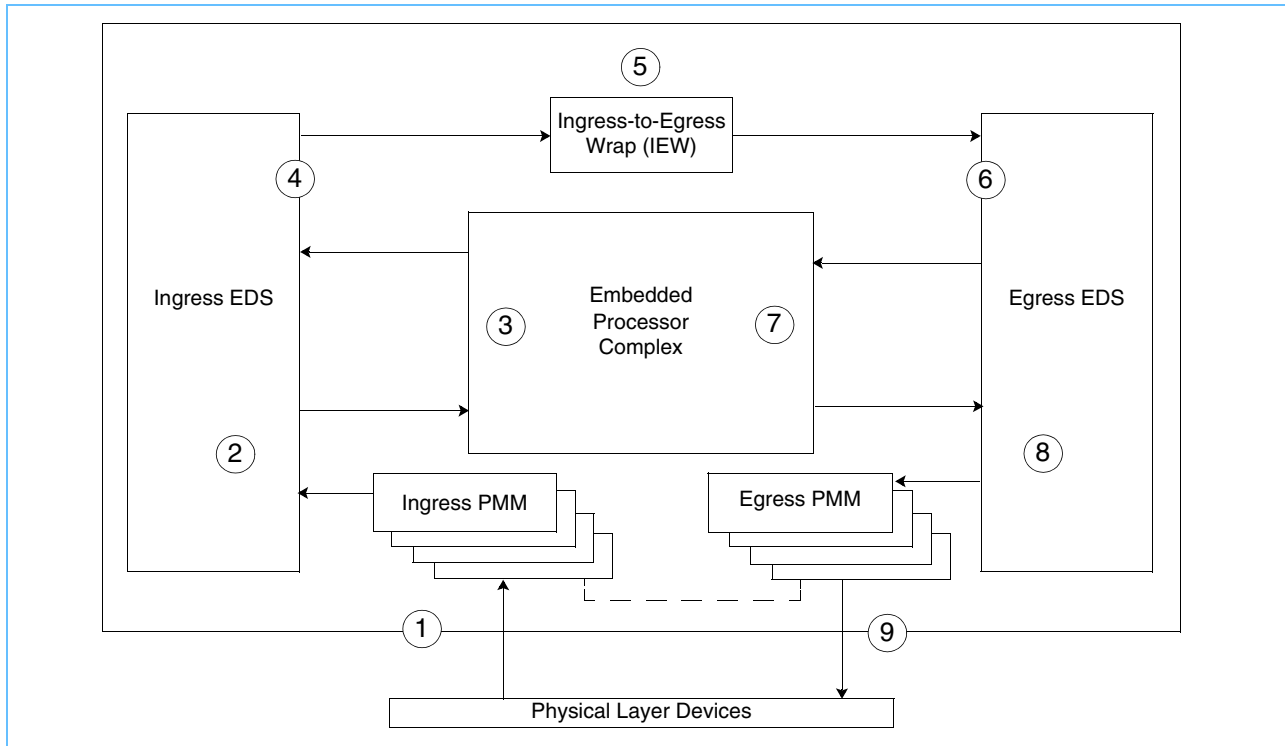 5
Ingress-to-Egress
Wrap (IEW)
4
6
Ingress EDS
Embedded
Processor
Complex
3
7
Egress EDS
2
8
Ingress PMM
Egress PMM
1
9
Physical Layer Devices